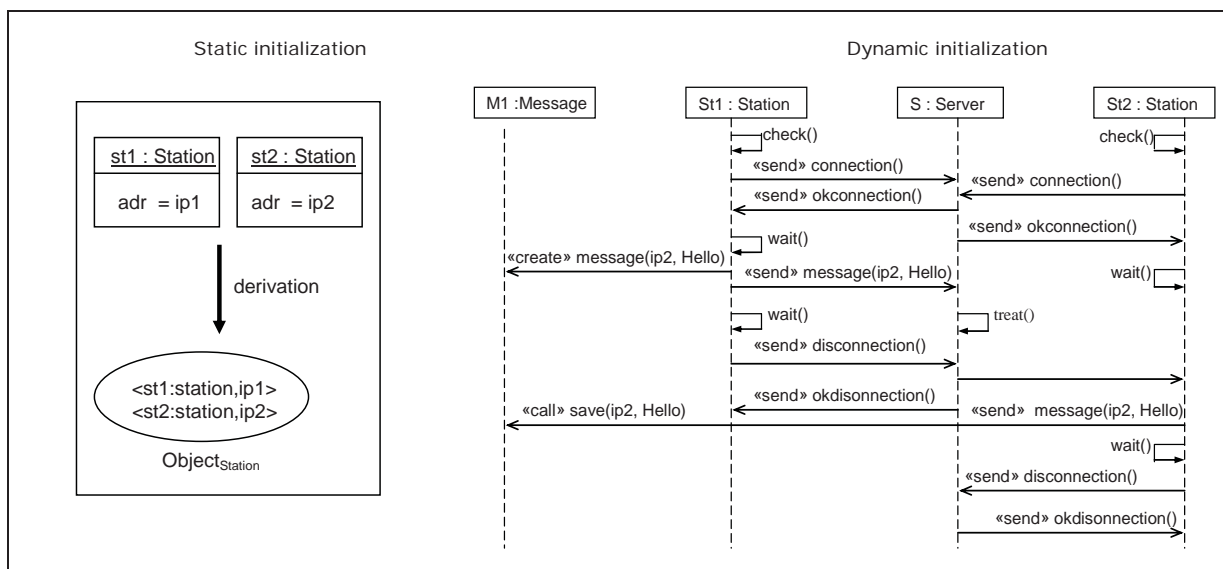 Static initialization
Dynamic initialization
st1 : Station
adr = ip1
st2 : Station
adr = ip2
derivation
<st1:station,ip1>
<st2:station,ip2>
ObjectStation
M1 :Message
St1 : Station
S : Server
St2 : Station
check()
check()
«send» connection()
«send» connection()
«send» okconnection()
wait()
«send» okconnection()
«create» message(ip2, Hello)
«send» message(ip2, Hello)
wait()
wait()
treat()
«send» disconnection()
«call» save(ip2, Hello)
«send» okdisconnection()
«send» message(ip2, Hello)
wait()
«send» disconnection()
«send» okdisonnection()